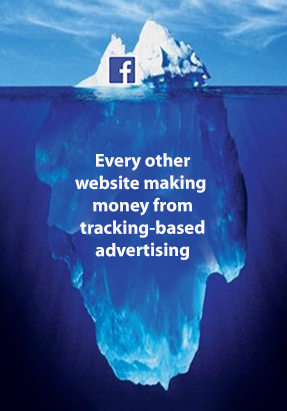 f
Every other
website making
money from
tracking-based
advertising